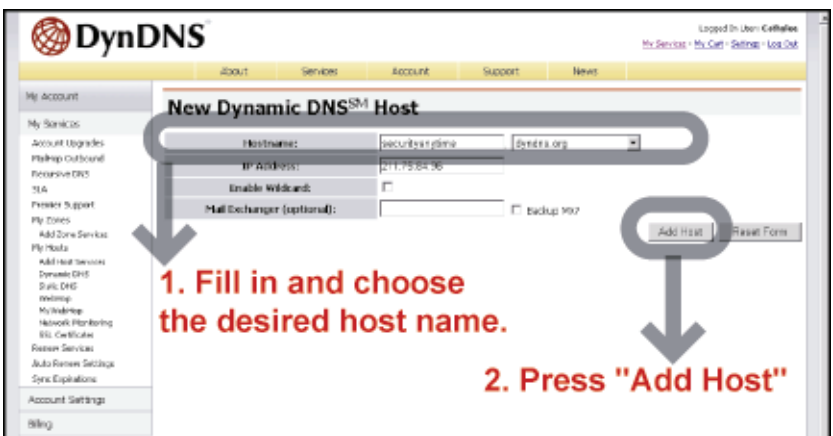 DynDNS
Logged In User: Catholee
My Services - My Cart - Settings - Log Out
About Services Account Support News
My Account
My Services
Account Upgrades
MailHop Outbound
Recursive DNS
SLA
Premier Support
My Zones
Add Zone Services
My Hosts
Add Host Services
Dynamic DNS
Static DNS
WebHop
MyWebHop
Network Monitoring
SSL Certificates
Renew Services
Auto Renew Settings
Sync Expirations
Account Settings
Billing
New Dynamic DNS℠ Host
Hostname: securityanytime dyndns.org
IP Address: 211.75.84.96
Enable Wildcard:
Mail Exchanger (optional): Backup MX?
Add Host Reset Form
1. Fill in and choose
the desired host name.
2. Press "Add Host"